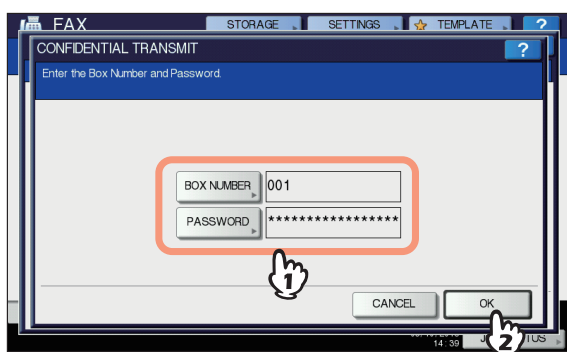 FAX STORAGE SETTINGS TEMPLATE ?
CONFIDENTIAL TRANSMIT ?
Enter the Box Number and Password.
BOX NUMBER 001
PASSWORD *****************
1
CANCEL OK
14:39
2